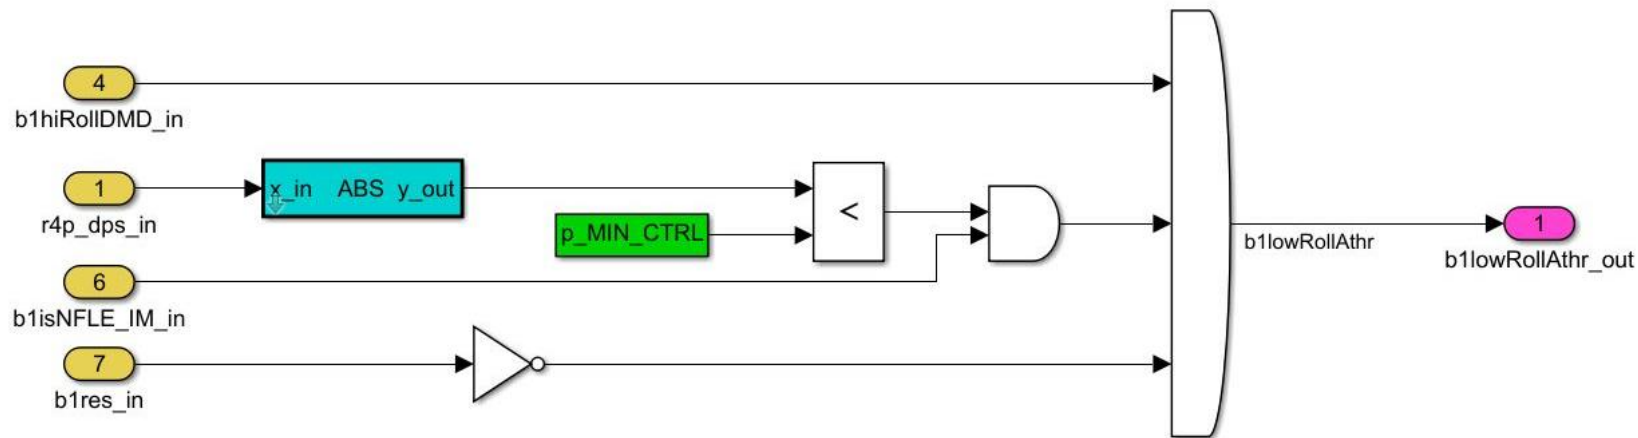 4
b1hiRollDMD_in
1
r4p_dps_in
x_in ABS y_out
p_MIN_CTRL
<
6
b1isNFLE_IM_in
7
b1res_in
b1lowRollAthr
1
b1lowRollAthr_out